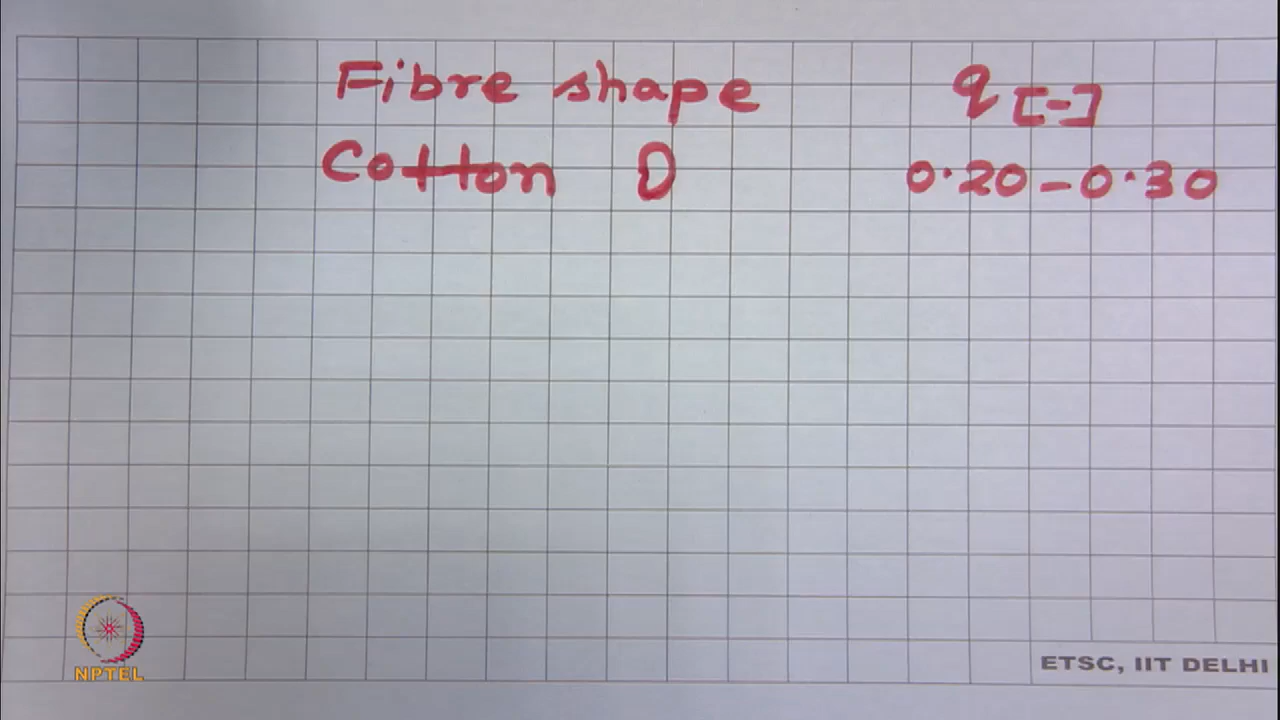 Fibre shape q [-]
Cotton D 0.20 - 0.30
NPTEL
ETSC, IIT DELHI